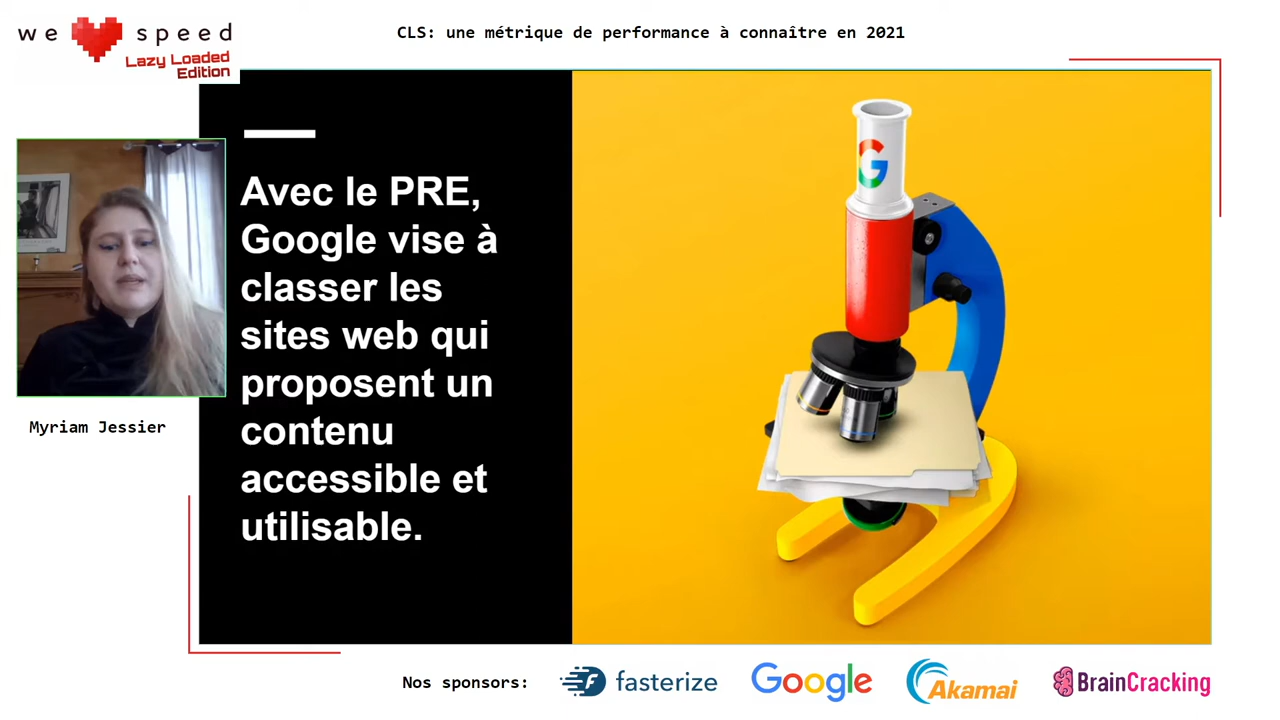 we speed
Lazy Loaded
Edition
CLS: une métrique de performance à connaître en 2021
Avec le PRE,
Google vise à
classer les
sites web qui
proposent un
contenu
accessible et
utilisable.
G
Myriam Jessier
Nos sponsors:
F fasterize
Google
Akamai
BrainCracking